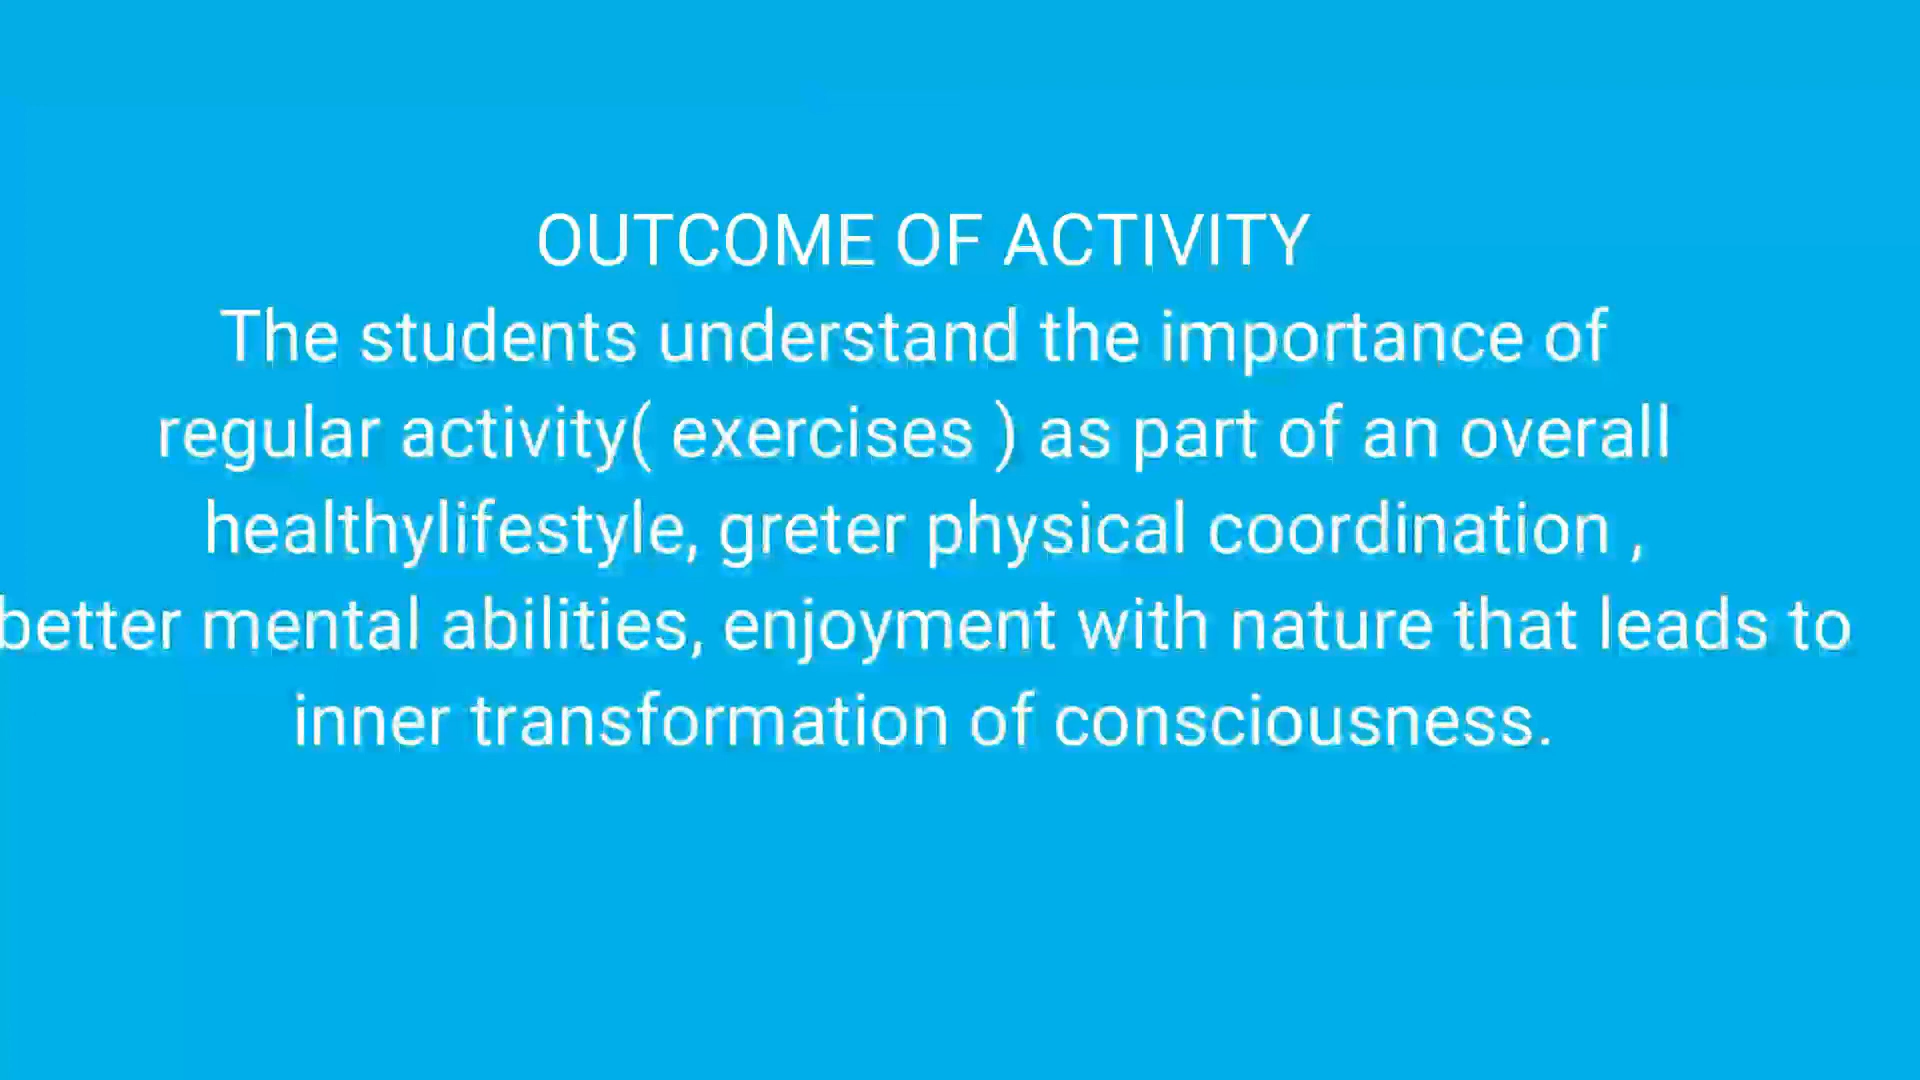 OUTCOME OF ACTIVITY
The students understand the importance of
regular activity( exercises ) as part of an overall
healthylifestyle, greter physical coordination ,
better mental abilities, enjoyment with nature that leads to
inner transformation of consciousness.